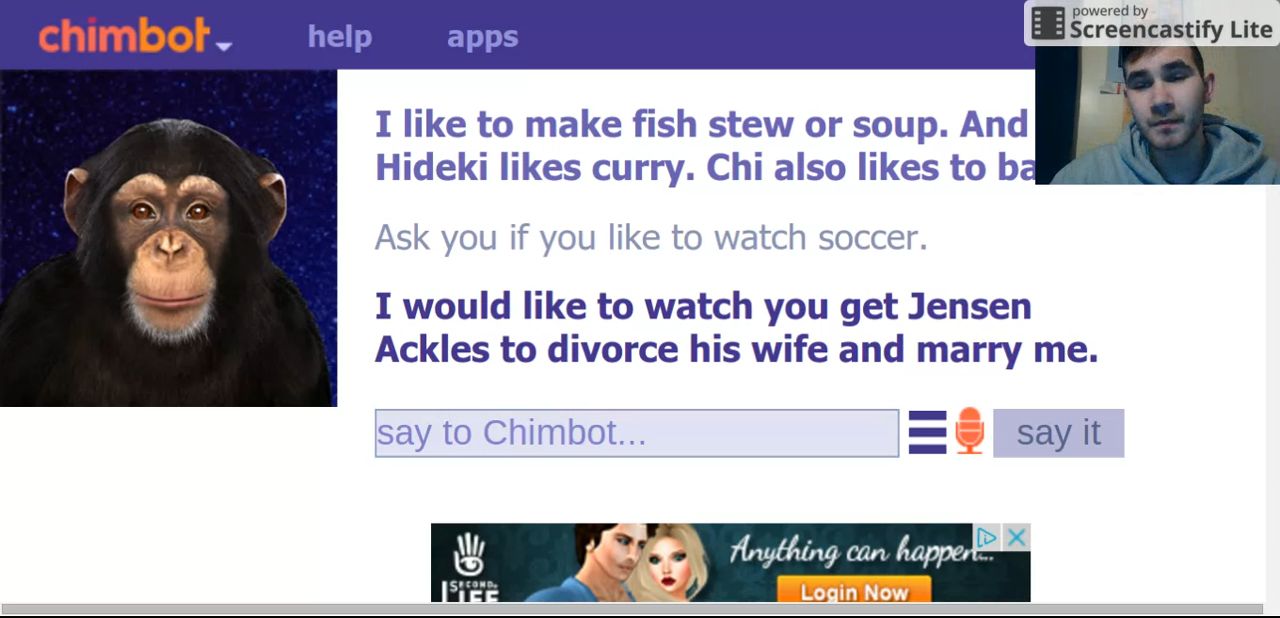 chimbot
help
apps
powered by
Screencastify Lite
I like to make fish stew or soup. And
Hideki likes curry. Chi also likes to
Ask you if you like to watch soccer.
I would like to watch you get Jensen
Ackles to divorce his wife and marry me.
say to Chimbot...
say it
SECOND
LIFE
Anything can happen...
Login Now